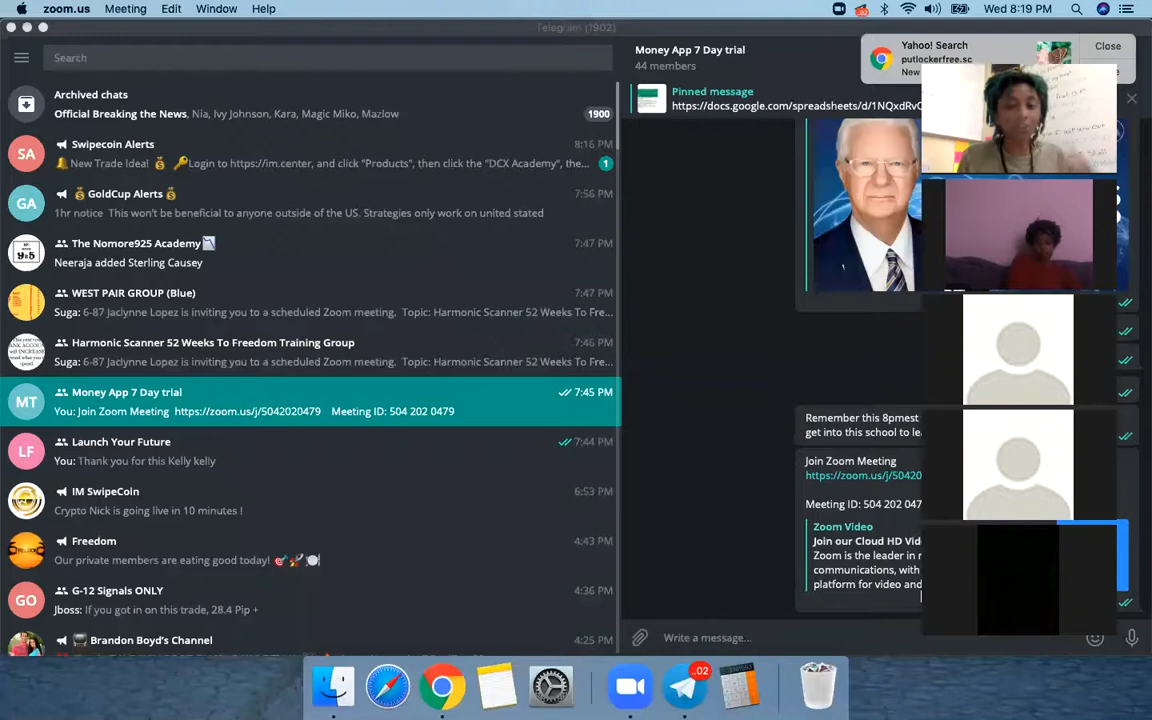 zoom.us Meeting Edit Window Help
Wed 8:19 PM
Telegram (1902)
Search
Archived chats
Official Breaking the News, Nia, Ivy Johnson, Kara, Magic Miko, Mazlow 1900
SA Swipecoin Alerts 8:16 PM
New Trade Idea! Login to https://im.center, and click "Products", then click the "DCX Academy", the... 1
GA GoldCup Alerts 7:56 PM
1hr notice This won't be beneficial to anyone outside of the US. Strategies only work on united stated
The Nomore925 Academy 7:47 PM
Neeraja added Sterling Causey
WEST PAIR GROUP (Blue) 7:47 PM
Suga: 6-87 Jaclynne Lopez is inviting you to a scheduled Zoom meeting. Topic: Harmonic Scanner 52 Weeks To Fre...
Harmonic Scanner 52 Weeks To Freedom Training Group 7:46 PM
Suga: 6-87 Jaclynne Lopez is inviting you to a scheduled Zoom meeting. Topic: Harmonic Scanner 52 Weeks To Fre...
MT Money App 7 Day trial 7:45 PM
You: Join Zoom Meeting https://zoom.us/j/5042020479 Meeting ID: 504 202 0479
LF Launch Your Future 7:44 PM
You: Thank you for this Kelly kelly
IM SwipeCoin 6:53 PM
Crypto Nick is going live in 10 minutes !
Freedom 4:43 PM
Our private members are eating good today!
GO G-12 Signals ONLY 4:36 PM
Jboss: If you got in on this trade, 28.4 Pip +
Brandon Boyd's Channel 4:25 PM
Money App 7 Day trial
44 members
Yahoo! Search
putlockerfree.sc
New
Close
Pinned message
https://docs.google.com/spreadsheets/d/1NQxdRvC
Remember this 8pmest
get into this school to le
Join Zoom Meeting
https://zoom.us/j/50420
Meeting ID: 504 202 047
Zoom Video
Join our Cloud HD Vid
Zoom is the leader in
communications, with
platform for video and
Write a message...
..02